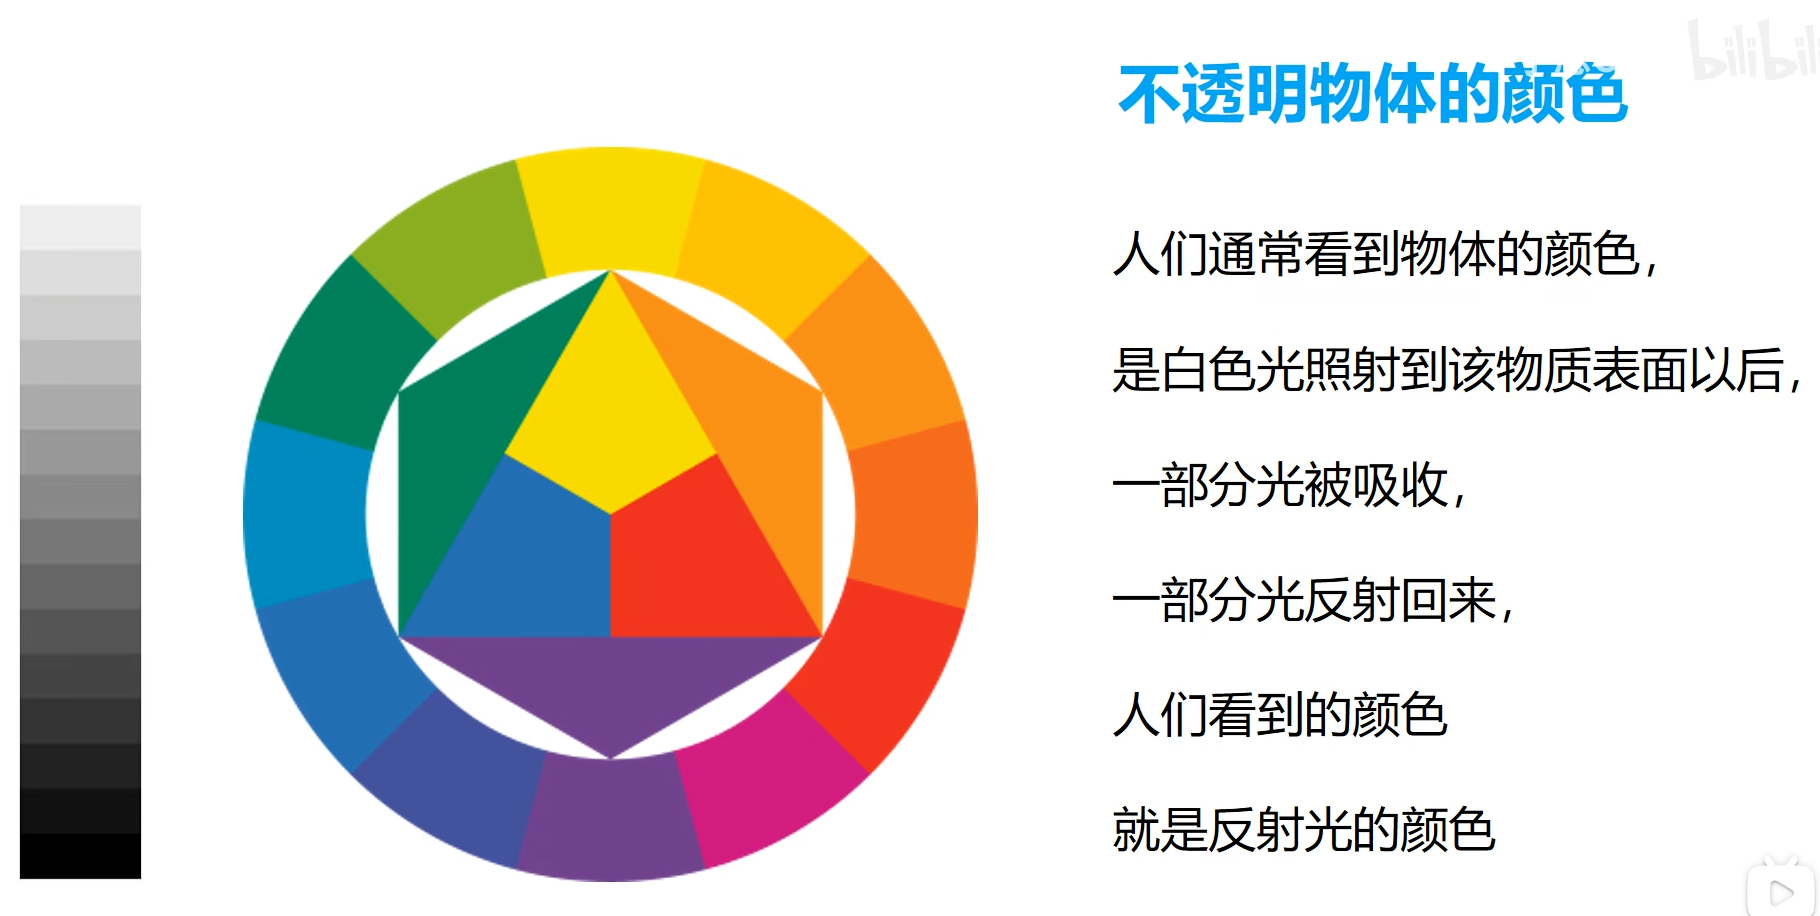 bilibili
不透明物体的颜色
人们通常看到物体的颜色，
是白色光照射到该物质表面以后，
一部分光被吸收，
一部分光反射回来，
人们看到的颜色
就是反射光的颜色